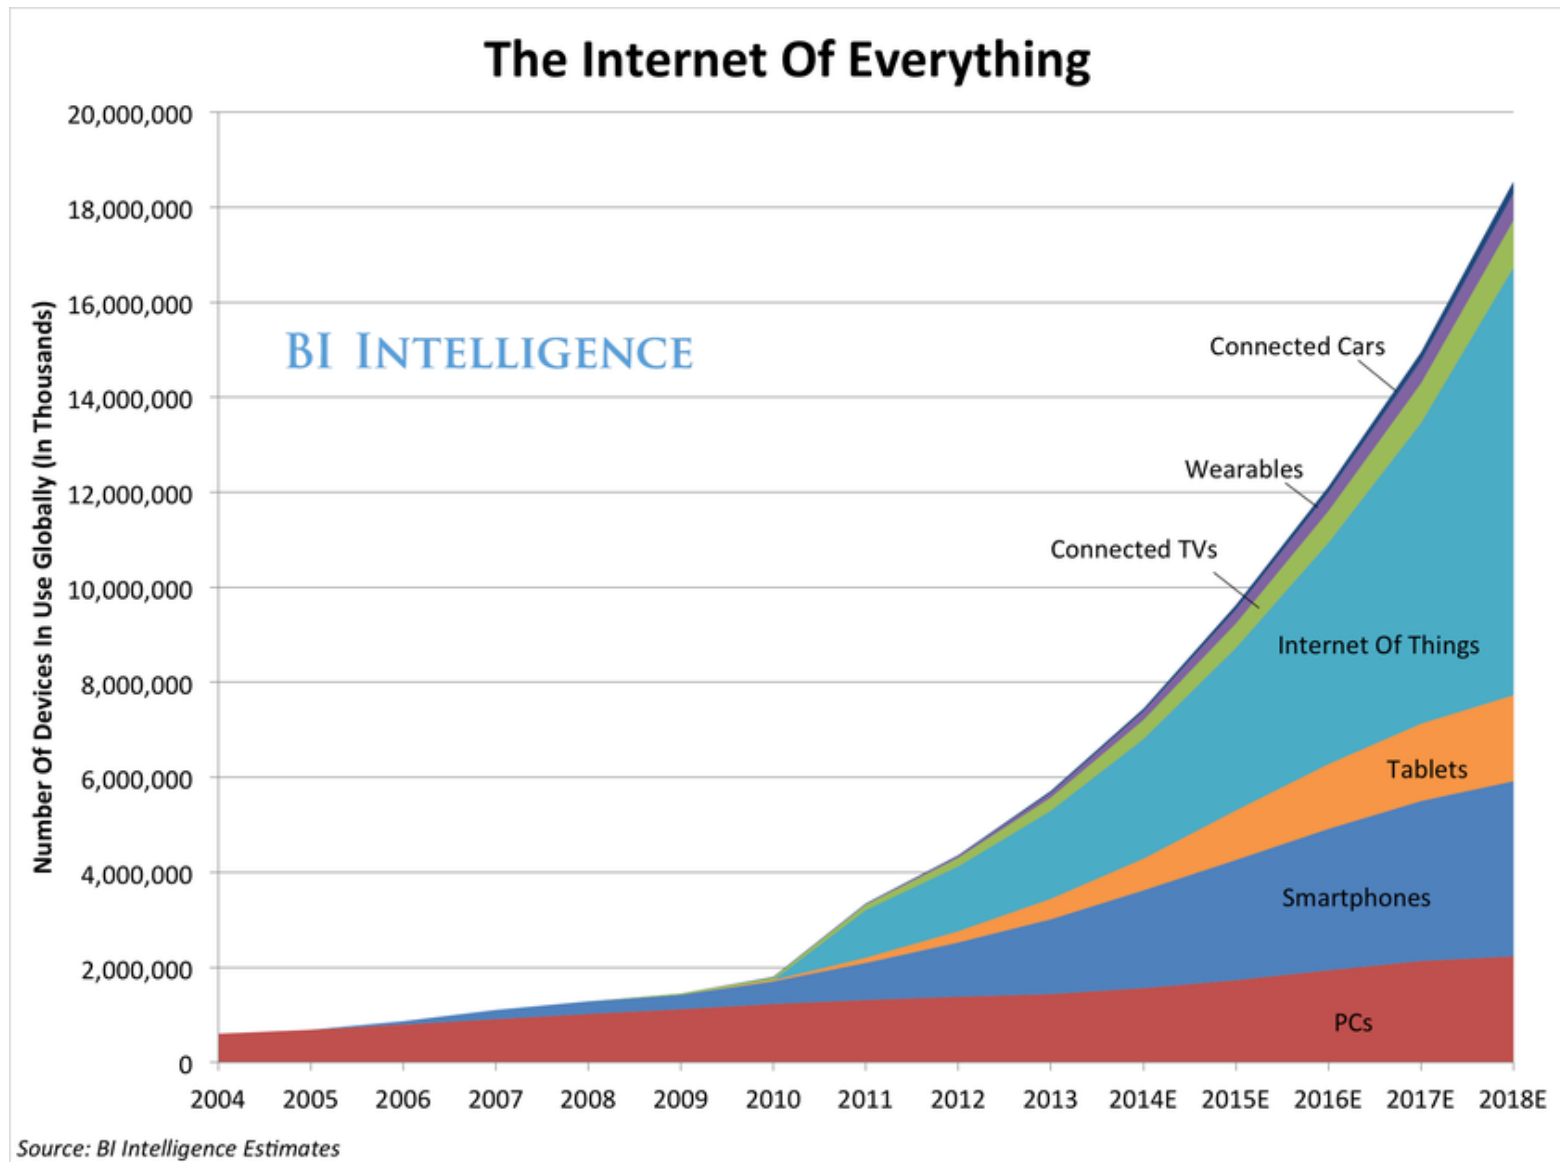 The Internet Of Everything
Number Of Devices In Use Globally (In Thousands)
20,000,000
18,000,000
16,000,000
14,000,000
12,000,000
10,000,000
8,000,000
6,000,000
4,000,000
2,000,000
0
BI INTELLIGENCE
Connected Cars
Wearables
Connected TVs
Internet Of Things
Tablets
Smartphones
PCs
2004 2005 2006 2007 2008 2009 2010 2011 2012 2013 2014E 2015E 2016E 2017E 2018E
Source: BI Intelligence Estimates